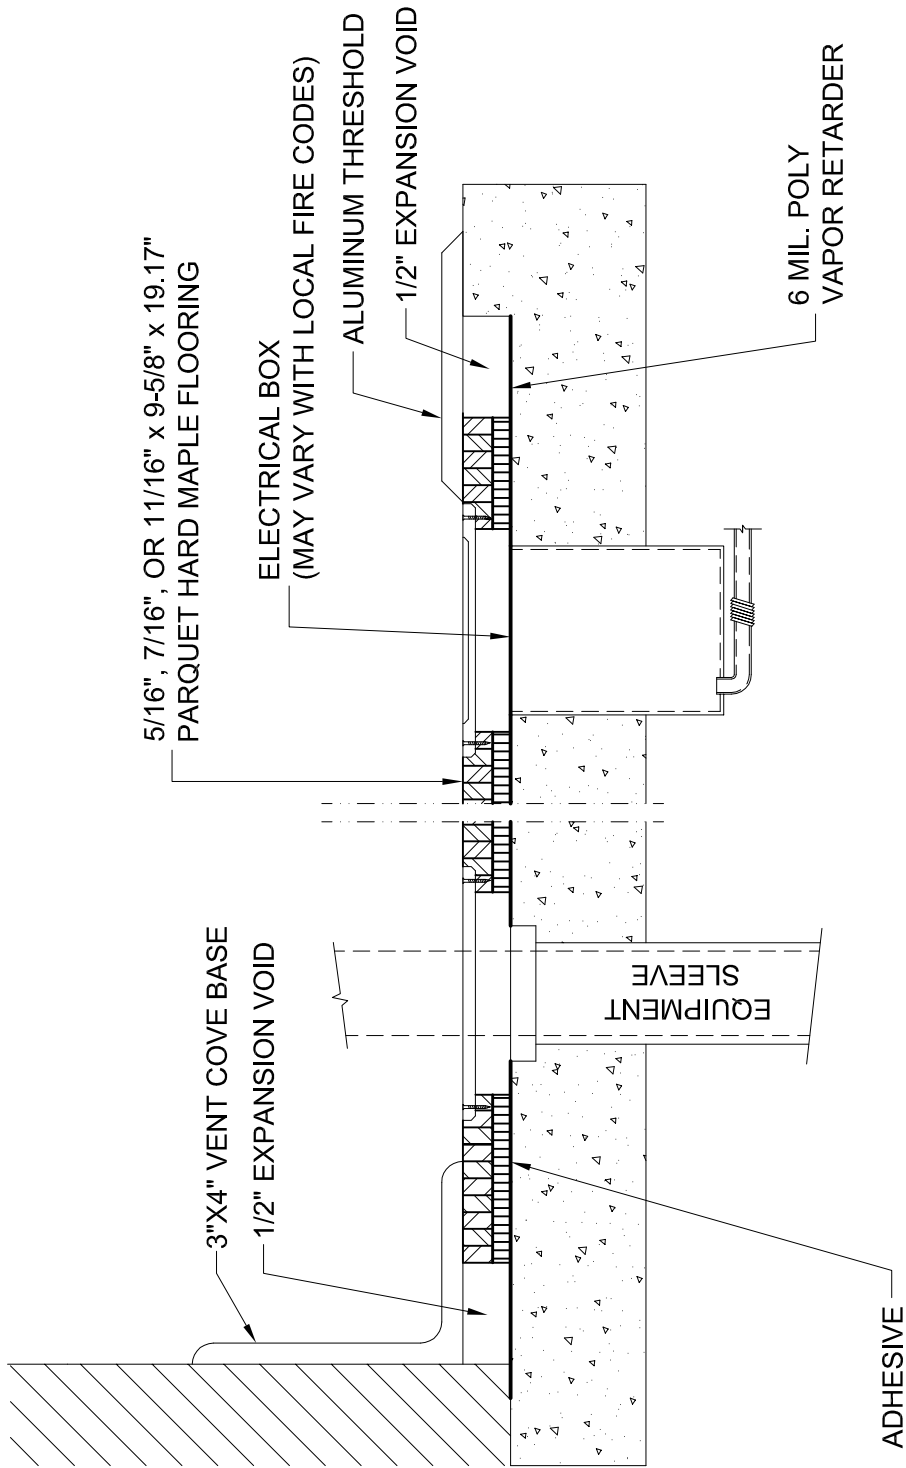 5/16", 7/16", OR 11/16" x 9-5/8" x 19.17"
PARQUET HARD MAPLE FLOORING
3"X4" VENT COVE BASE
1/2" EXPANSION VOID
ELECTRICAL BOX
(MAY VARY WITH LOCAL FIRE CODES)
ALUMINUM THRESHOLD
1/2" EXPANSION VOID
EQUIPMENT
SLEEVE
ADHESIVE
6 MIL. POLY
VAPOR RETARDER